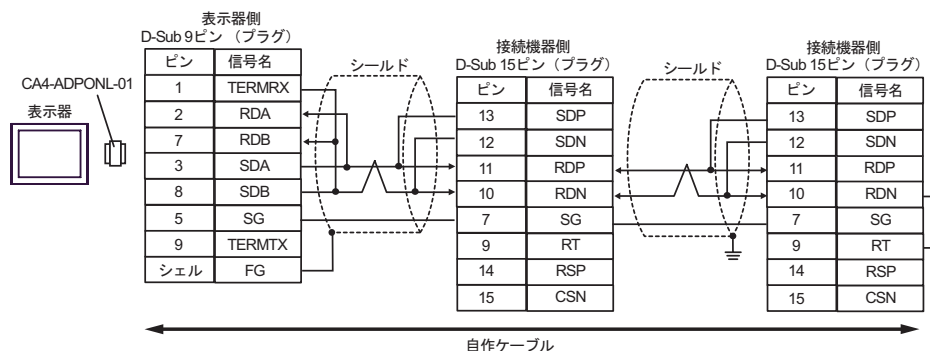 表示器側
D-Sub 9ピン （プラグ）
ピン 信号名
1 TERMRX
2 RDA
7 RDB
3 SDA
8 SDB
5 SG
9 TERMTX
シェル FG
CA4-ADPONL-01
表示器
シールド
接続機器側
D-Sub 15ピン（プラグ）
ピン 信号名
13 SDP
12 SDN
11 RDP
10 RDN
7 SG
9 RT
14 RSP
15 CSN
シールド
接続機器側
D-Sub 15ピン（プラグ）
ピン 信号名
13 SDP
12 SDN
11 RDP
10 RDN
7 SG
9 RT
14 RSP
15 CSN
自作ケーブル